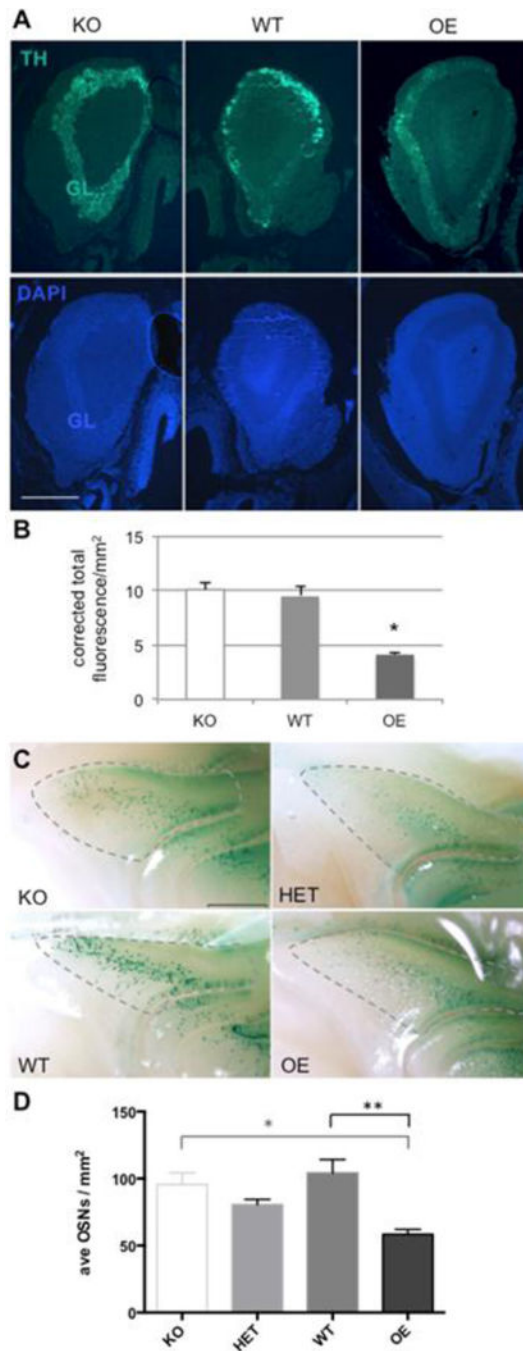 A
KO WT OE
TH
GL
DAPI
GL
B
corrected total
fluorescence/mm²
15
10
5
0
*
KO WT OE
C
KO HET
WT OE
D
ave OSNs / mm²
150
100
50
0
* **
KO HET WT OE